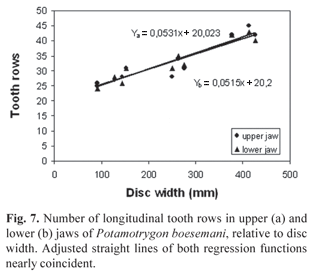 50
45
40
35
30
25
20
15
10
5
0
Tooth rows
Yₐ = 0,0531x + 20,023
Y_b = 0,0515x + 20,2
upper jaw
lower jaw
0 100 200 300 400 500
Disc width (mm)
Fig. 7. Number of longitudinal tooth rows in upper (a) and
lower (b) jaws of Potamotrygon boesemani, relative to disc
width. Adjusted straight lines of both regression functions
nearly coincident.